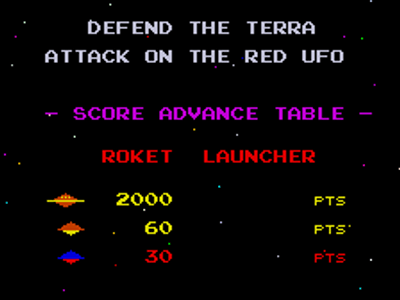 DEFEND THE TERRA
ATTACK ON THE RED UFO
- SCORE ADVANCE TABLE -
ROKET LAUNCHER
2000 PTS
60 PTS
30 PTS